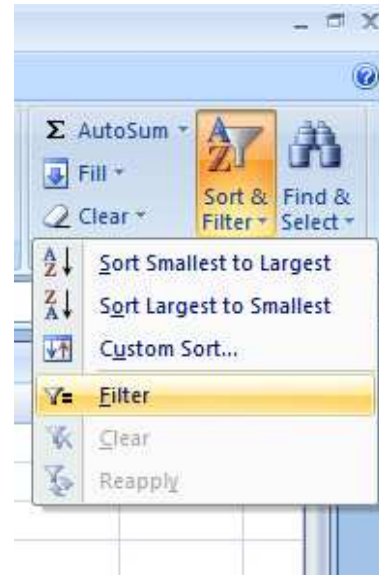 Σ AutoSum
Fill
Clear
Sort &
Filter
Find &
Select
Sort Smallest to Largest
Sort Largest to Smallest
Custom Sort...
Filter
Clear
Reapply